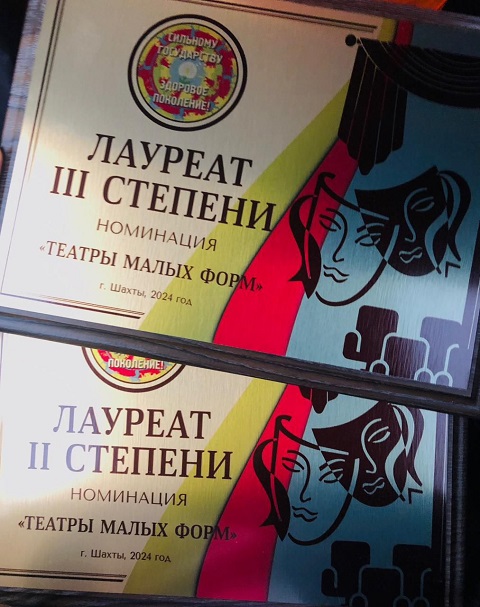 СИЛЬНОМУ
ГОСУДАРСТВУ
ЗДОРОВОЕ
ПОКОЛЕНИЕ!
ЛАУРЕАТ
III СТЕПЕНИ
НОМИНАЦИЯ
«ТЕАТРЫ МАЛЫХ ФОРМ»
г. Шахты, 2024 год
ПОКОЛЕНИЕ!
ЛАУРЕАТ
II СТЕПЕНИ
НОМИНАЦИЯ
«ТЕАТРЫ МАЛЫХ ФОРМ»
г. Шахты, 2024 год